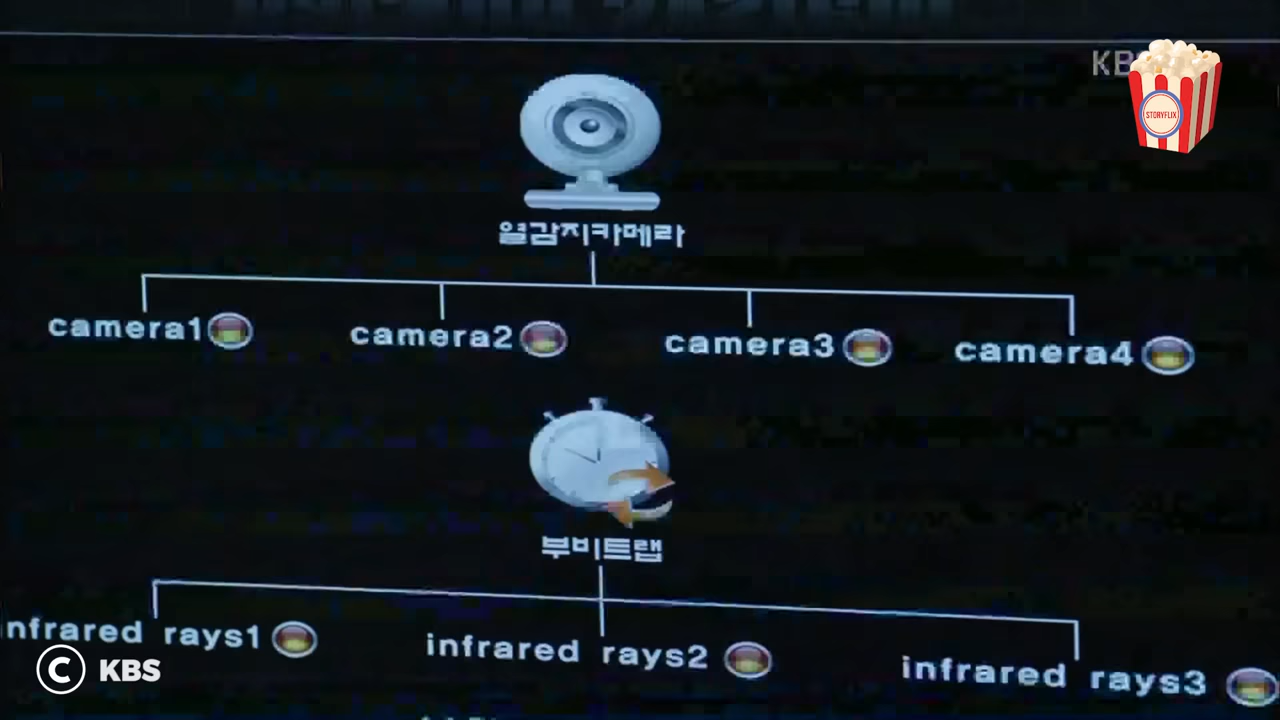 KBS
STORYFLIX
열감지카메라
camera1 camera2 camera3 camera4
부비트랩
infrared rays1 infrared rays2 infrared rays3
C KBS